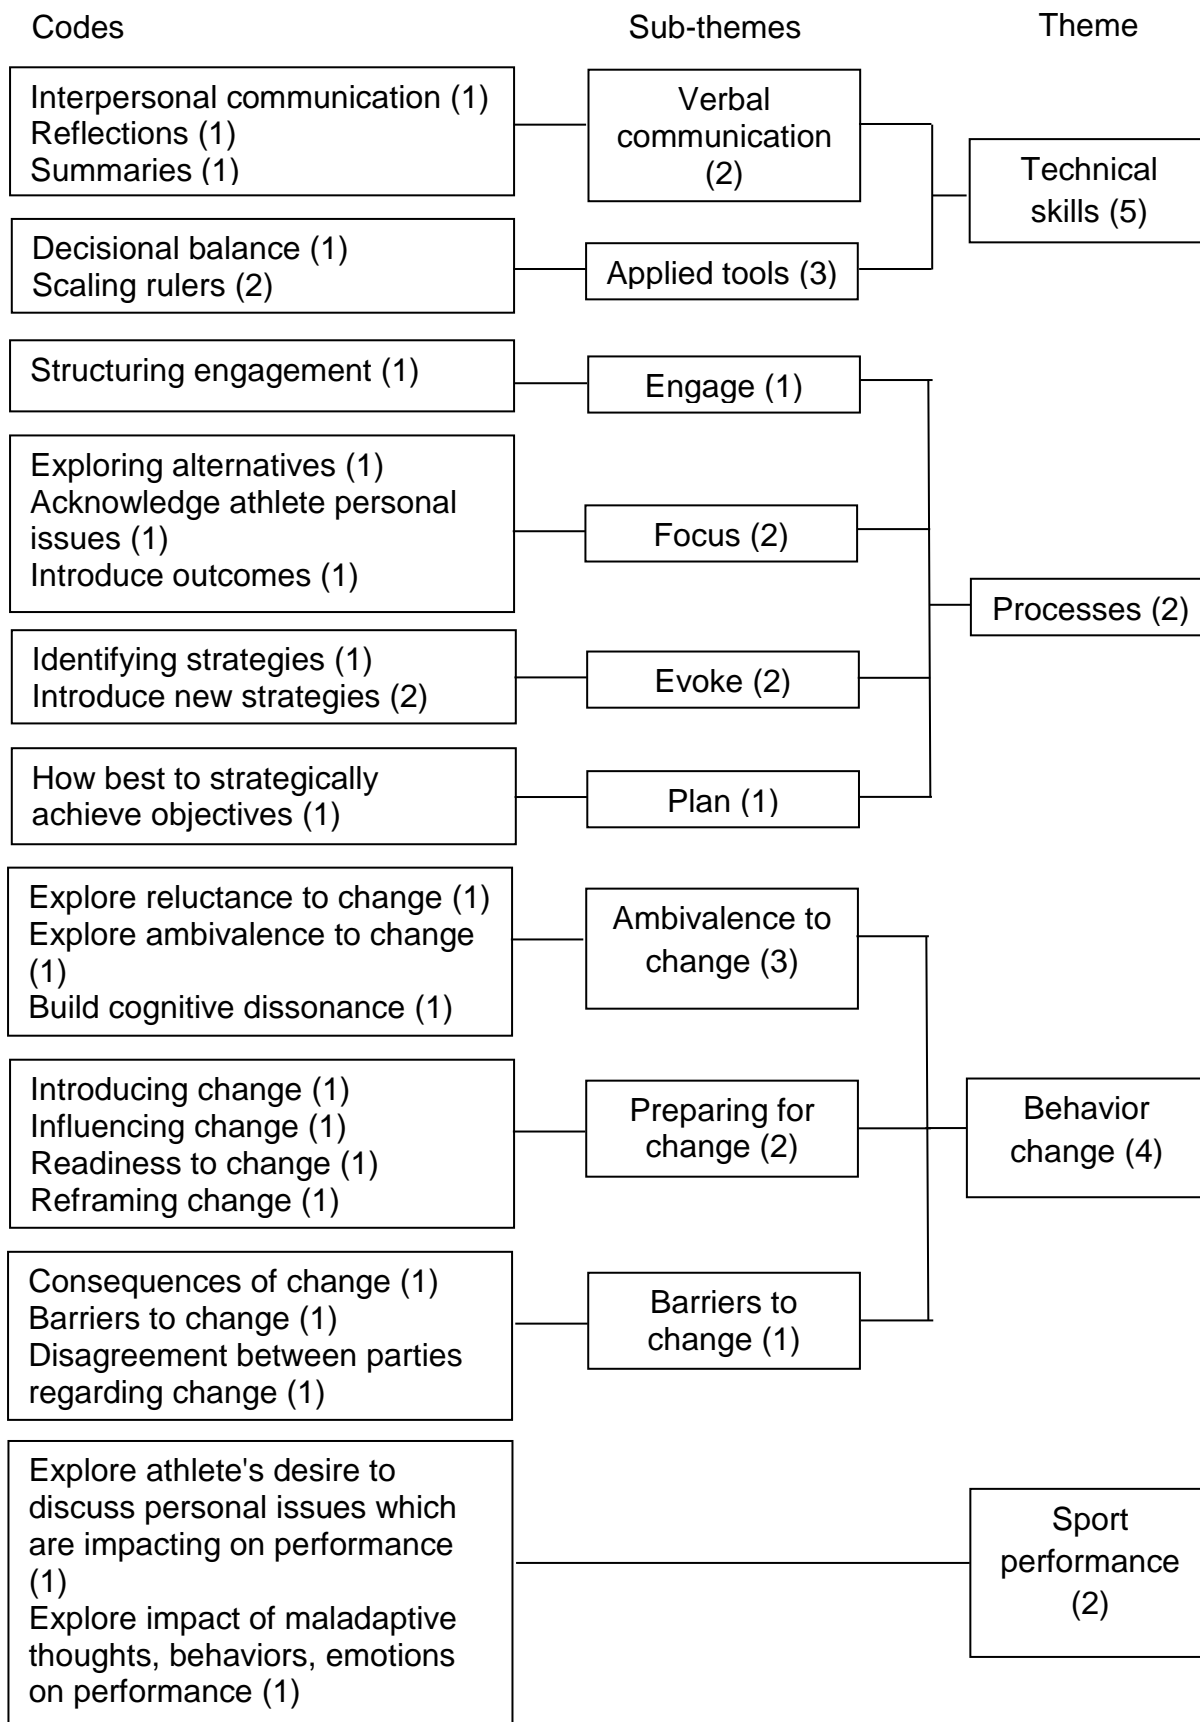 Codes
Sub-themes
Theme
Interpersonal communication (1)
Reflections (1)
Summaries (1)
Verbal
communication
(2)
Technical
skills (5)
Decisional balance (1)
Scaling rulers (2)
Applied tools (3)
Structuring engagement (1)
Engage (1)
Exploring alternatives (1)
Acknowledge athlete personal
issues (1)
Introduce outcomes (1)
Focus (2)
Processes (2)
Identifying strategies (1)
Introduce new strategies (2)
Evoke (2)
How best to strategically
achieve objectives (1)
Plan (1)
Explore reluctance to change (1)
Explore ambivalence to change
(1)
Build cognitive dissonance (1)
Ambivalence to
change (3)
Introducing change (1)
Influencing change (1)
Readiness to change (1)
Reframing change (1)
Preparing for
change (2)
Behavior
change (4)
Consequences of change (1)
Barriers to change (1)
Disagreement between parties
regarding change (1)
Barriers to
change (1)
Explore athlete's desire to
discuss personal issues which
are impacting on performance
(1)
Explore impact of maladaptive
thoughts, behaviors, emotions
on performance (1)
Sport
performance
(2)